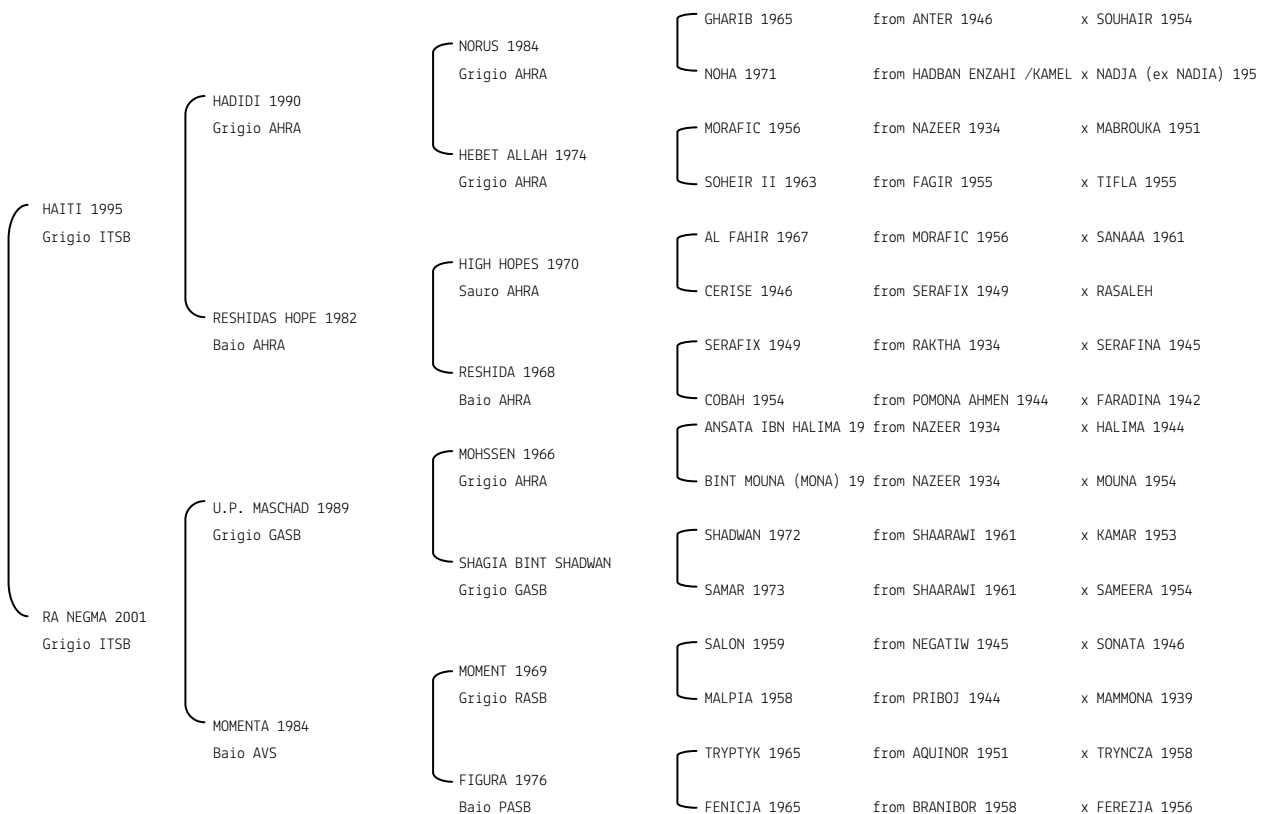 GHARIB 1965 from ANTER 1946 x SOUHAIR 1954
NORUS 1984
Grigio AHRA
NOHA 1971 from HADBAN ENZAHI /KAMEL x NADJA (ex NADIA) 195
HADIDI 1990
Grigio AHRA
MORAFIC 1956 from NAZEER 1934 x MABROUKA 1951
HEBET ALLAH 1974
Grigio AHRA
SOHEIR II 1963 from FAGIR 1955 x TIFLA 1955
HAITI 1995
Grigio ITSB
AL FAHIR 1967 from MORAFIC 1956 x SANAAA 1961
HIGH HOPES 1970
Sauro AHRA
CERISE 1946 from SERAFIX 1949 x RASALEH
RESHIDAS HOPE 1982
Baio AHRA
SERAFIX 1949 from RAKTHA 1934 x SERAFINA 1945
RESHIDA 1968
Baio AHRA
COBAH 1954 from POMONA AHMEN 1944 x FARADINA 1942
ANSATA IBN HALIMA 19 from NAZEER 1934 x HALIMA 1944
MOHSSEN 1966
Grigio AHRA
BINT MOUNA (MONA) 19 from NAZEER 1934 x MOUNA 1954
U.P. MASCHAD 1989
Grigio GASB
SHADWAN 1972 from SHAARAWI 1961 x KAMAR 1953
SHAGIA BINT SHADWAN
Grigio GASB
SAMAR 1973 from SHAARAWI 1961 x SAMEERA 1954
RA NEGMA 2001
Grigio ITSB
SALON 1959 from NEGATIW 1945 x SONATA 1946
MOMENT 1969
Grigio RASB
MALPIA 1958 from PRIBOJ 1944 x MAMMONA 1939
MOMENTA 1984
Baio AVS
TRYPTYK 1965 from AQUINOR 1951 x TRYNCZA 1958
FIGURA 1976
Baio PASB
FENICJA 1965 from BRANIBOR 1958 x FEREZJA 1956